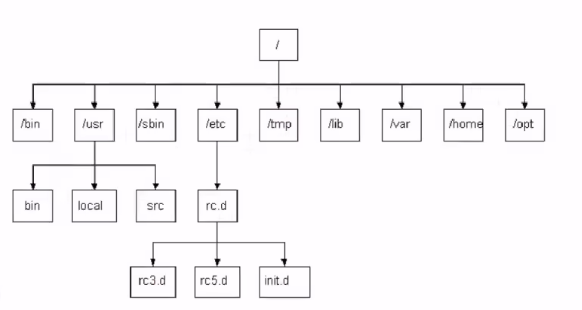 /
/bin /usr /sbin /etc /tmp /lib /var /home /opt
bin local src rc.d
rc3.d rc5.d init.d